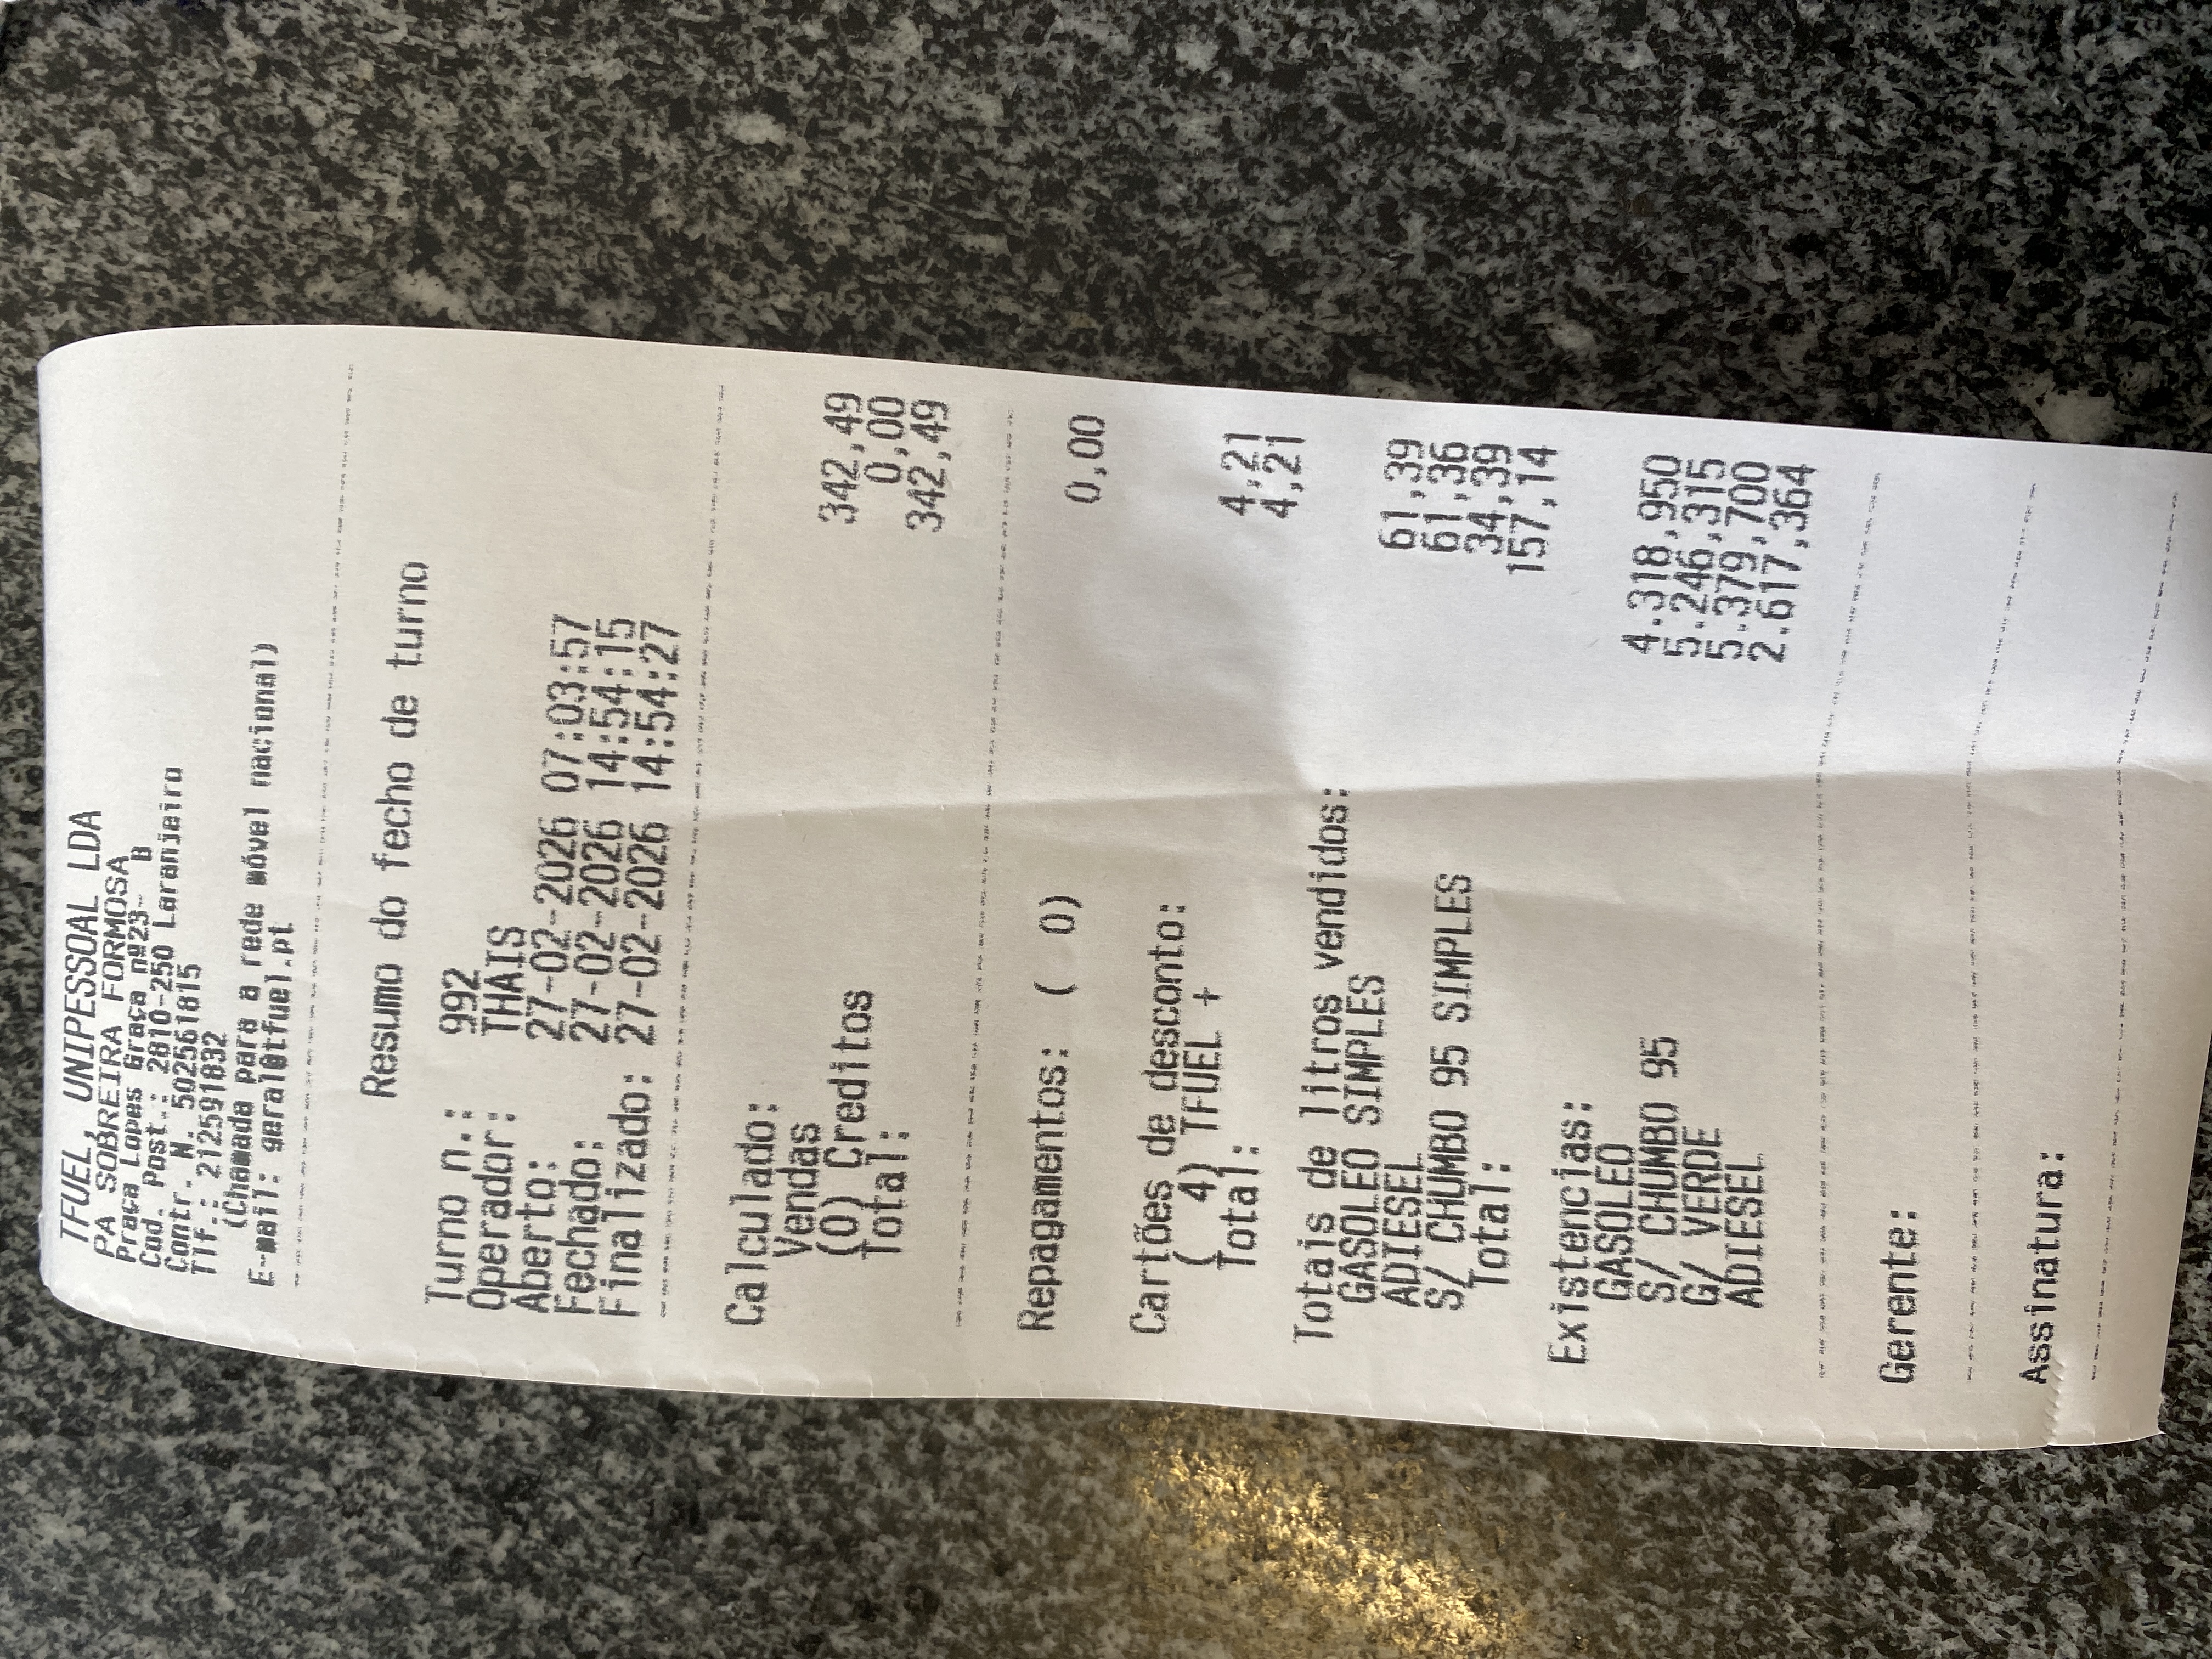 TFUEL, UNIPESSOAL LDA
PA SOBREIRA FORMOSA
Praça Lopes Graça nº23- B
Cod. Post.: 2810-250 Laranjeiro
Contr. N. 502561815
Tlf.: 212591832
(Chamada para a rede móvel nacional)
E-mail: geral@tfuel.pt
Resumo do fecho de turno
Turno n.: 992
Operador: THAIS
Aberto: 27-02-2026 07:03:57
Fechado: 27-02-2026 14:54:15
Finalizado: 27-02-2026 14:54:27
Calculado:
Vendas 342,49
(0) Creditos 0,00
Total: 342,49
Repagamentos: ( 0) 0,00
Cartões de desconto:
( 4) TFUEL + 4,21
Total: 4,21
Totais de litros vendidos:
GASOLEO SIMPLES 61,39
ADIESEL 61,36
S/ CHUMBO 95 SIMPLES 34,39
Total: 157,14
Existencias:
GASOLEO 4.318,950
S/ CHUMBO 95 5.246,315
G/ VERDE 5.379,700
ADIESEL 2.617,364
Gerente:
Assinatura: